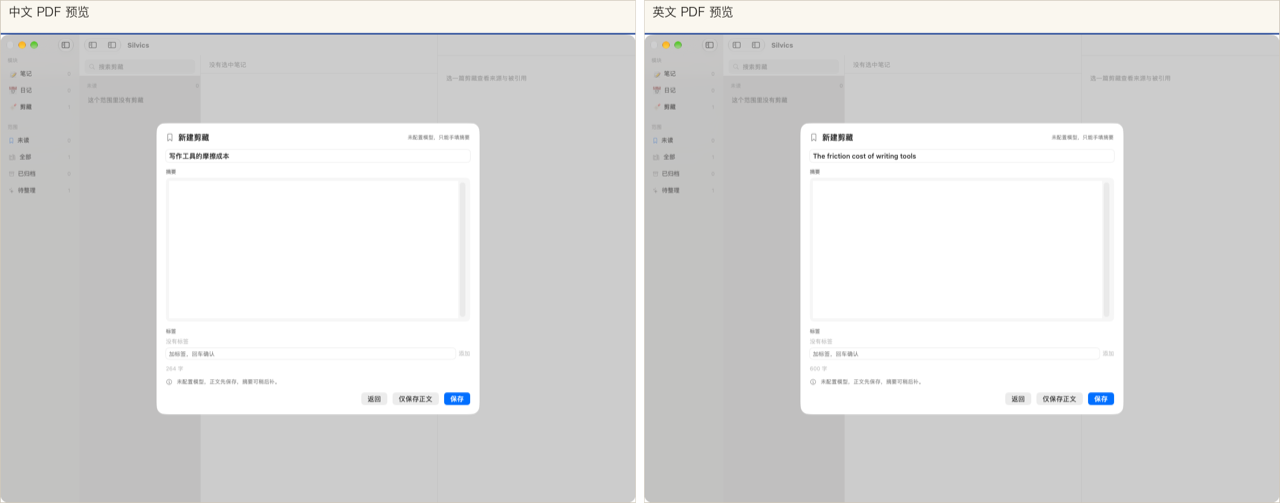 中文 PDF 预览
Silvics
笔记
日记
剪藏
未读
全部
已归档
待整理
搜索剪藏
未读
这个范围里没有剪藏
没有选中笔记
选一篇剪藏查看来源与被引用
新建剪藏
未配置模型，只能手填摘要
写作工具的摩擦成本
摘要
标签
没有标签
加标签，回车确认
添加
264 字
未配置模型，正文先保存，摘要可稍后补。
返回
仅保存正文
保存
英文 PDF 预览
Silvics
笔记
日记
剪藏
未读
全部
已归档
待整理
搜索剪藏
未读
这个范围里没有剪藏
没有选中笔记
选一篇剪藏查看来源与被引用
新建剪藏
未配置模型，只能手填摘要
The friction cost of writing tools
摘要
标签
没有标签
加标签，回车确认
添加
600 字
未配置模型，正文先保存，摘要可稍后补。
返回
仅保存正文
保存